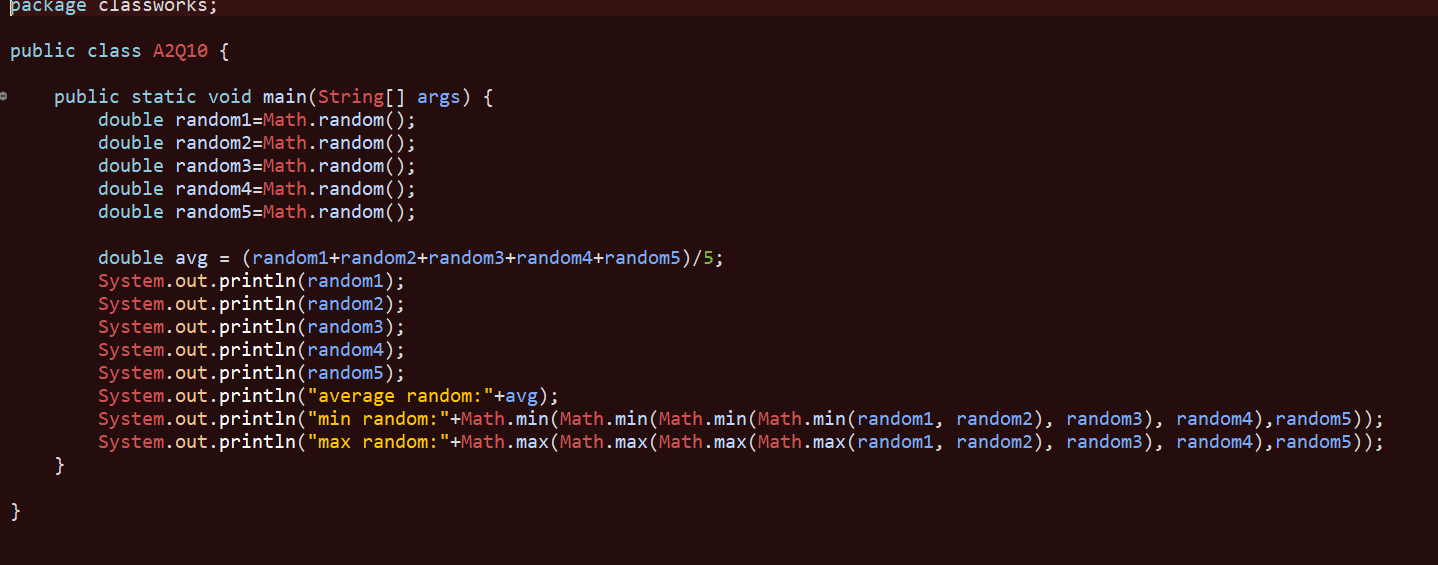 package classworks;
public class A2Q10 {
public static void main(String[] args) {
double random1=Math.random();
double random2=Math.random();
double random3=Math.random();
double random4=Math.random();
double random5=Math.random();
double avg = (random1+random2+random3+random4+random5)/5;
System.out.println(random1);
System.out.println(random2);
System.out.println(random3);
System.out.println(random4);
System.out.println(random5);
System.out.println("average random:"+avg);
System.out.println("min random:"+Math.min(Math.min(Math.min(Math.min(random1, random2), random3), random4),random5));
System.out.println("max random:"+Math.max(Math.max(Math.max(Math.max(random1, random2), random3), random4),random5));
}
}